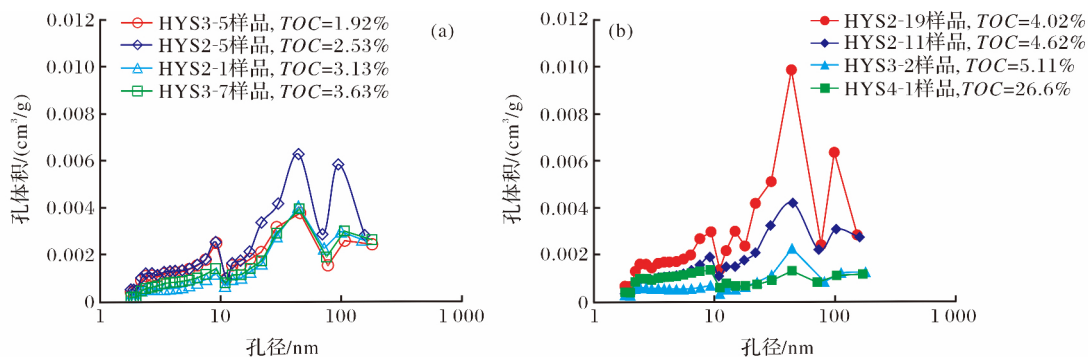 0.012
0.010
0.008
0.006
0.004
0.002
0
孔体积/(cm³/g)
HYS3-5样品, TOC=1.92%
HYS2-5样品, TOC=2.53%
HYS2-1样品, TOC=3.13%
HYS3-7样品, TOC=3.63%
(a)
1
10
100
1 000
孔径/nm
0.012
0.010
0.008
0.006
0.004
0.002
0
孔体积/(cm³/g)
(b)
HYS2-19样品, TOC=4.02%
HYS2-11样品, TOC=4.62%
HYS3-2样品, TOC=5.11%
HYS4-1样品,TOC=26.6%
1
10
100
1 000
孔径/nm